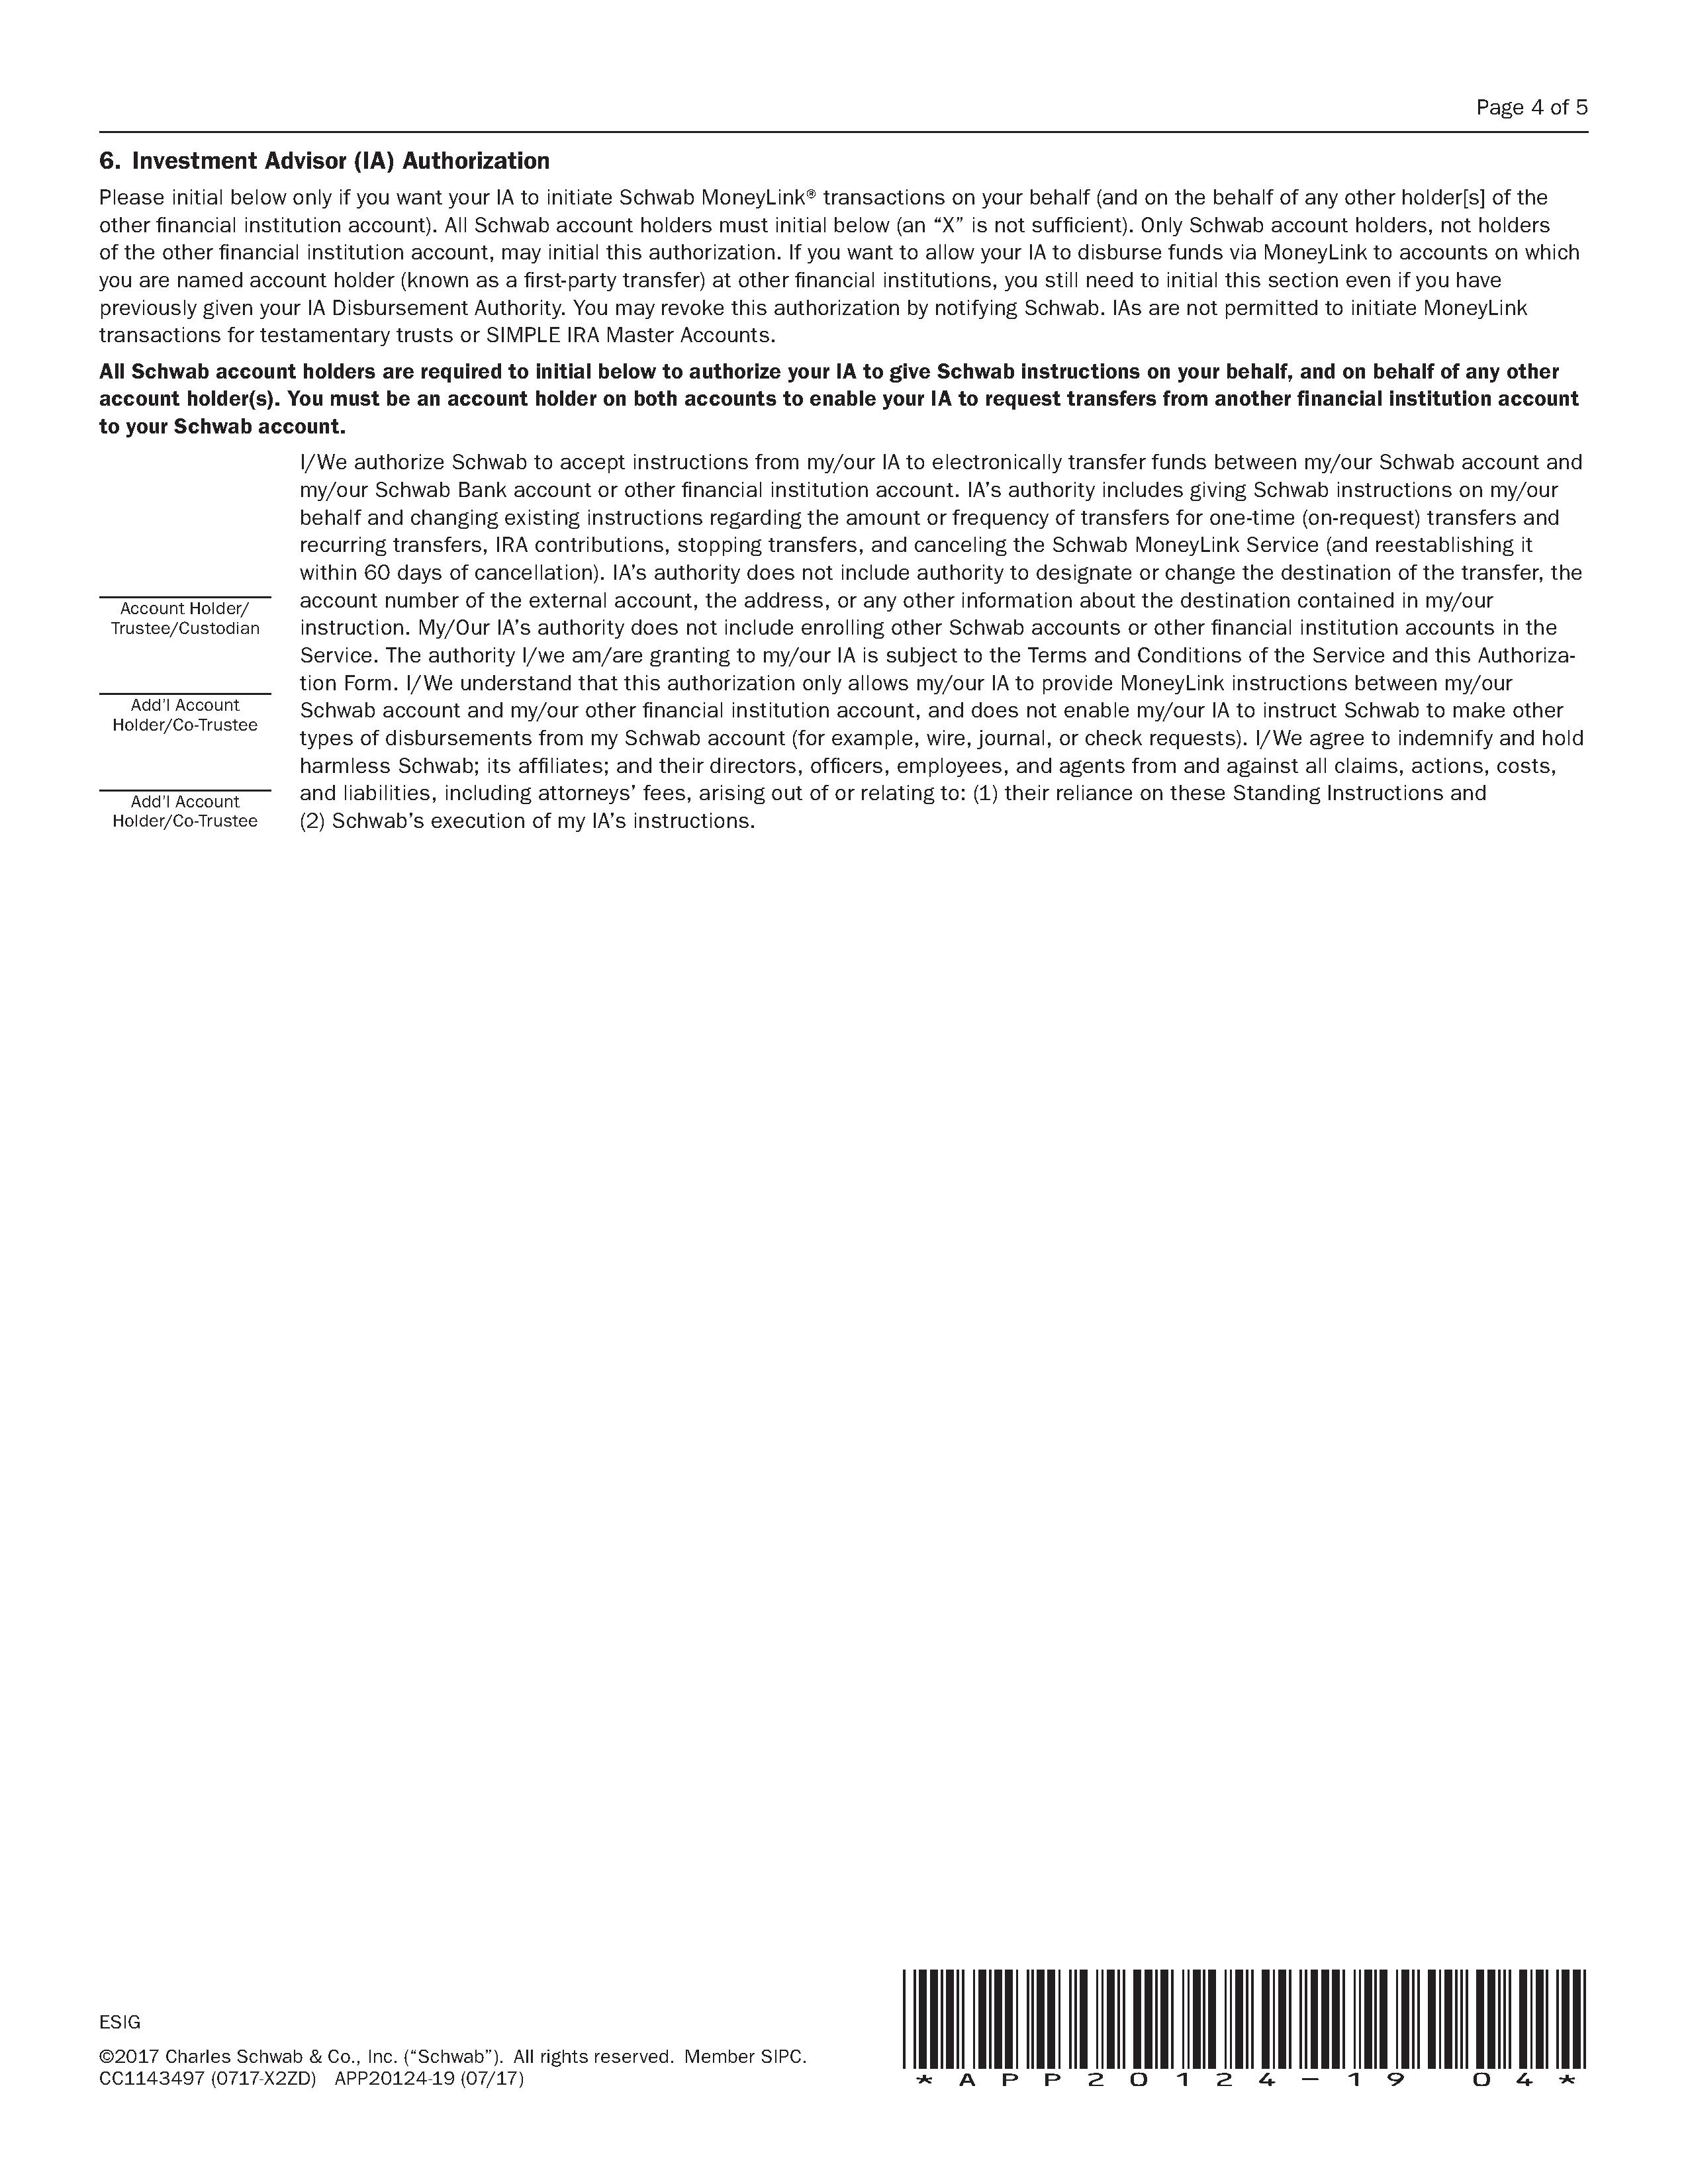 Page 4 of 5
6. Investment Advisor (IA) Authorization
Please initial below only if you want your IA to initiate Schwab MoneyLink® transactions on your behalf (and on the behalf of any other holder[s] of the
other financial institution account). All Schwab account holders must initial below (an “X” is not sufficient). Only Schwab account holders, not holders
of the other financial institution account, may initial this authorization. If you want to allow your IA to disburse funds via MoneyLink to accounts on which
you are named account holder (known as a first-party transfer) at other financial institutions, you still need to initial this section even if you have
previously given your IA Disbursement Authority. You may revoke this authorization by notifying Schwab. IAs are not permitted to initiate MoneyLink
transactions for testamentary trusts or SIMPLE IRA Master Accounts.
All Schwab account holders are required to initial below to authorize your IA to give Schwab instructions on your behalf, and on behalf of any other
account holder(s). You must be an account holder on both accounts to enable your IA to request transfers from another financial institution account
to your Schwab account.
I/We authorize Schwab to accept instructions from my/our IA to electronically transfer funds between my/our Schwab account and
my/our Schwab Bank account or other financial institution account. IA’s authority includes giving Schwab instructions on my/our
behalf and changing existing instructions regarding the amount or frequency of transfers for one-time (on-request) transfers and
recurring transfers, IRA contributions, stopping transfers, and canceling the Schwab MoneyLink Service (and reestablishing it
within 60 days of cancellation). IA’s authority does not include authority to designate or change the destination of the transfer, the
account number of the external account, the address, or any other information about the destination contained in my/our
instruction. My/Our IA’s authority does not include enrolling other Schwab accounts or other financial institution accounts in the
Service. The authority I/we am/are granting to my/our IA is subject to the Terms and Conditions of the Service and this Authoriza-
tion Form. I/We understand that this authorization only allows my/our IA to provide MoneyLink instructions between my/our
Schwab account and my/our other financial institution account, and does not enable my/our IA to instruct Schwab to make other
types of disbursements from my Schwab account (for example, wire, journal, or check requests). I/We agree to indemnify and hold
harmless Schwab; its affiliates; and their directors, officers, employees, and agents from and against all claims, actions, costs,
and liabilities, including attorneys’ fees, arising out of or relating to: (1) their reliance on these Standing Instructions and
(2) Schwab’s execution of my IA’s instructions.
Account Holder/
Trustee/Custodian
Add’l Account
Holder/Co-Trustee
Add’l Account
Holder/Co-Trustee
ESIG
©2017 Charles Schwab & Co., Inc. (“Schwab”). All rights reserved. Member SIPC.
CC1143497 (0717-X2ZD) APP20124-19 (07/17)
*APP20124-19 04*